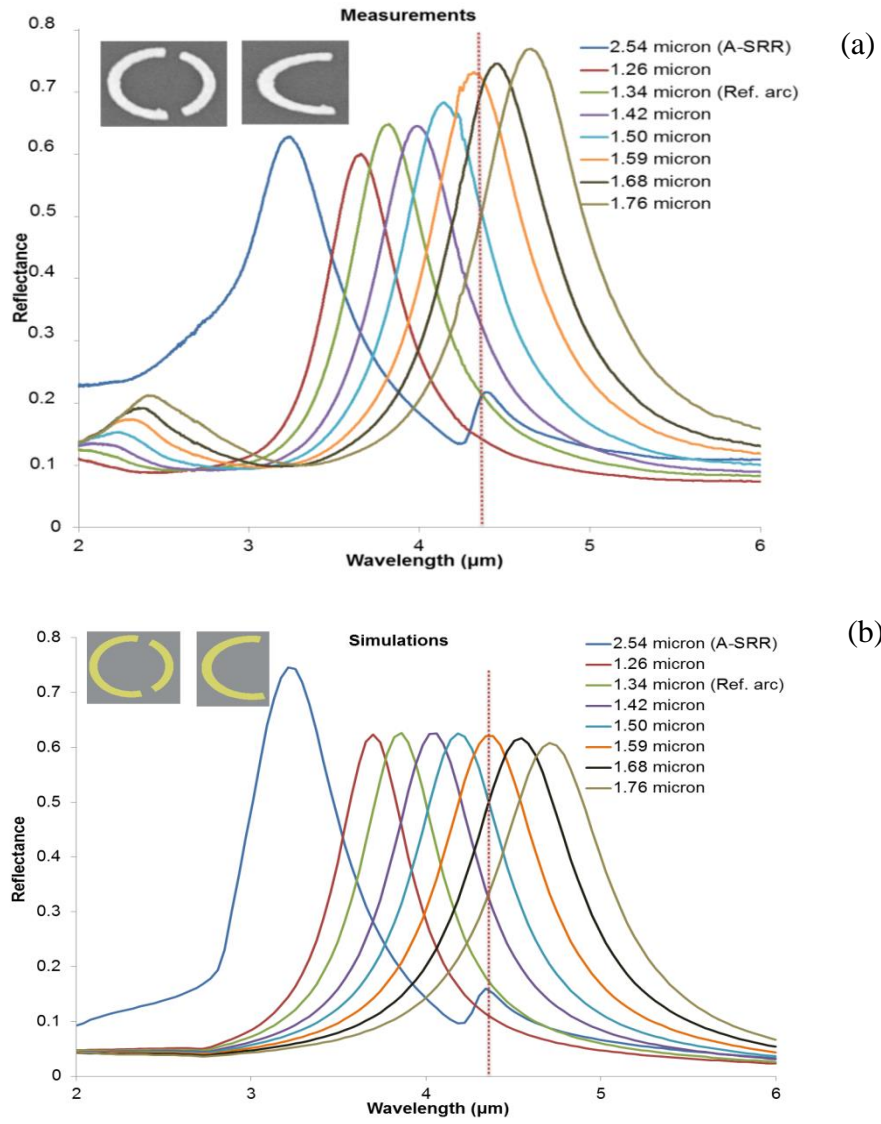 Measurements
(a)
0.8
0.7
0.6
0.5
0.4
0.3
0.2
0.1
0
Reflectance
2.54 micron (A-SRR)
1.26 micron
1.34 micron (Ref. arc)
1.42 micron
1.50 micron
1.59 micron
1.68 micron
1.76 micron
2 3 4 5 6
Wavelength (µm)
Simulations
(b)
0.8
0.7
0.6
0.5
0.4
0.3
0.2
0.1
0
Reflectance
2.54 micron (A-SRR)
1.26 micron
1.34 micron (Ref. arc)
1.42 micron
1.50 micron
1.59 micron
1.68 micron
1.76 micron
2 3 4 5 6
Wavelength (µm)